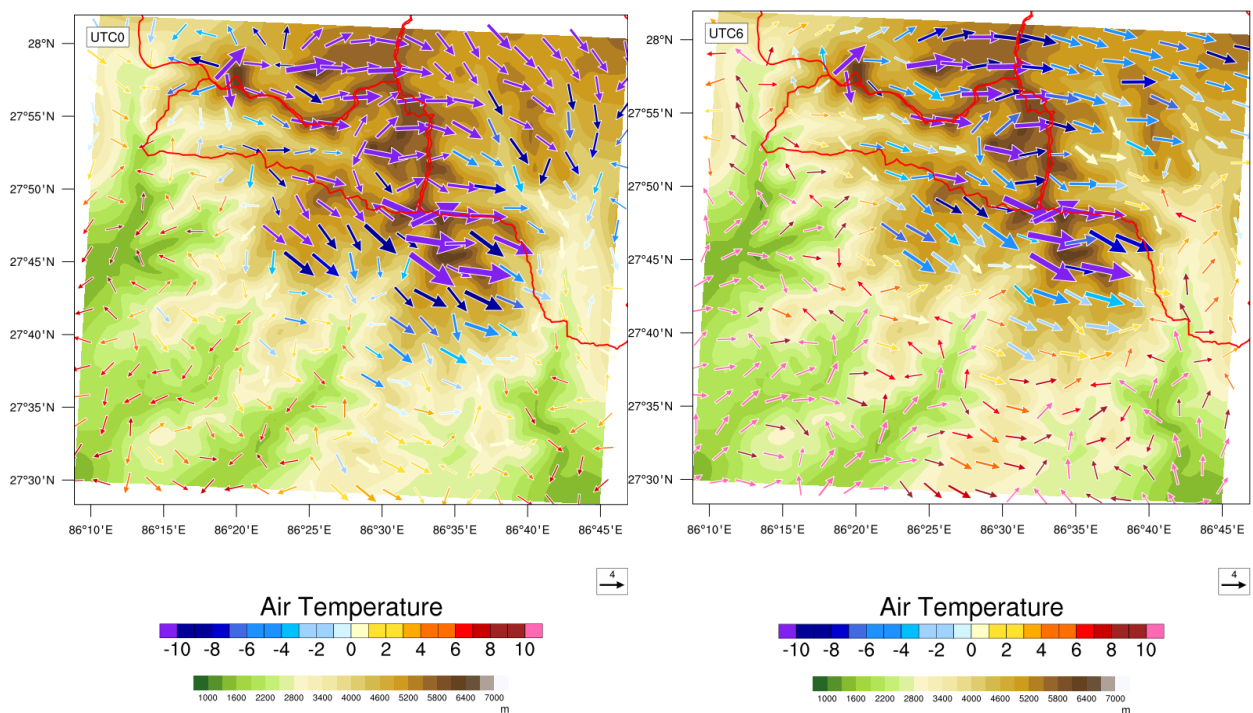 UTC0
28°N
27°55'N
27°50'N
27°45'N
27°40'N
27°35'N
27°30'N
86°10'E 86°15'E 86°20'E 86°25'E 86°30'E 86°35'E 86°40'E 86°45'E
4
Air Temperature
-10 -8 -6 -4 -2 0 2 4 6 8 10
1000 1600 2200 2800 3400 4000 4600 5200 5800 6400 7000
m
UTC6
28°N
27°55'N
27°50'N
27°45'N
27°40'N
27°35'N
27°30'N
86°10'E 86°15'E 86°20'E 86°25'E 86°30'E 86°35'E 86°40'E 86°45'E
4
Air Temperature
-10 -8 -6 -4 -2 0 2 4 6 8 10
1000 1600 2200 2800 3400 4000 4600 5200 5800 6400 7000
m